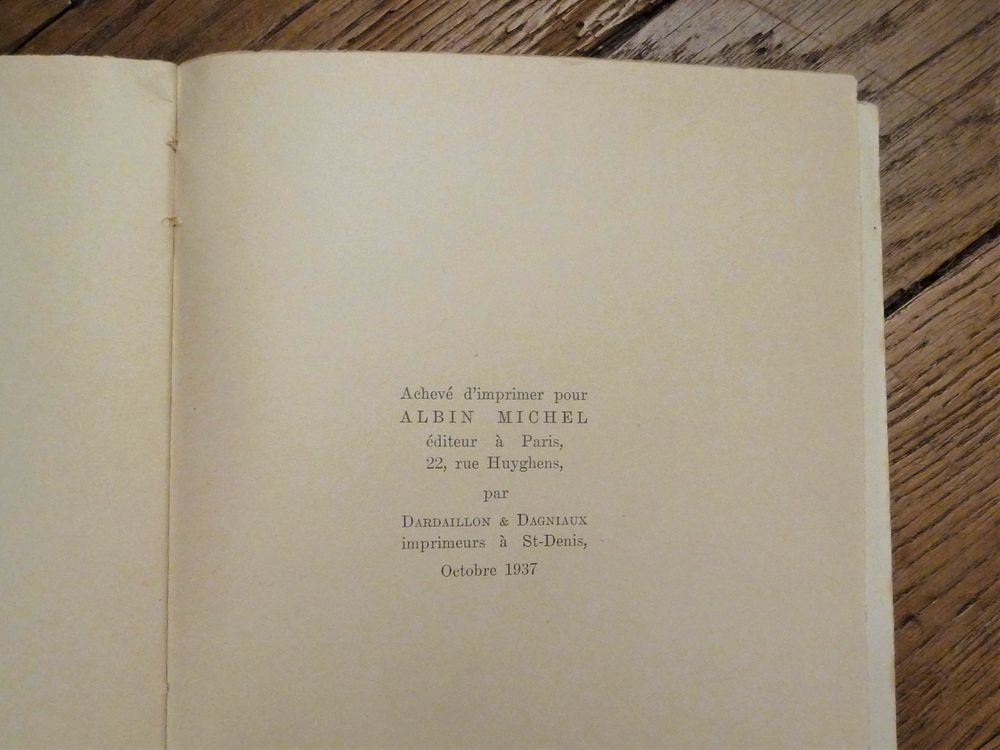 Achevé d'imprimer pour
ALBIN MICHEL
éditeur à Paris,
22, rue Huyghens,
par
DARDAILLON & DAGNIAUX
imprimeurs à St-Denis,
Octobre 1937